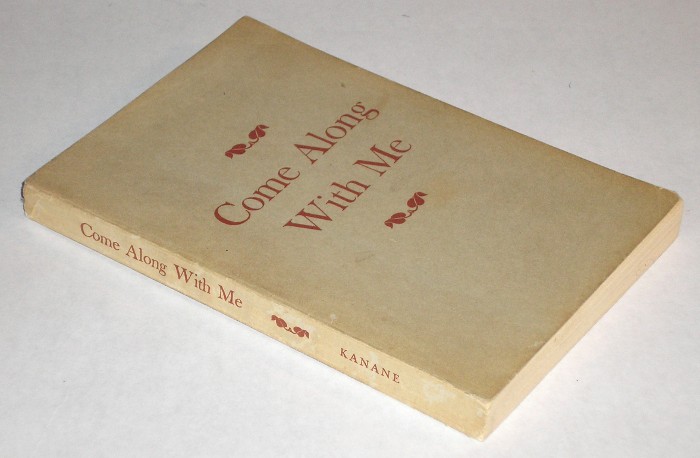 Come Along
With Me
Come Along With Me
KANANE